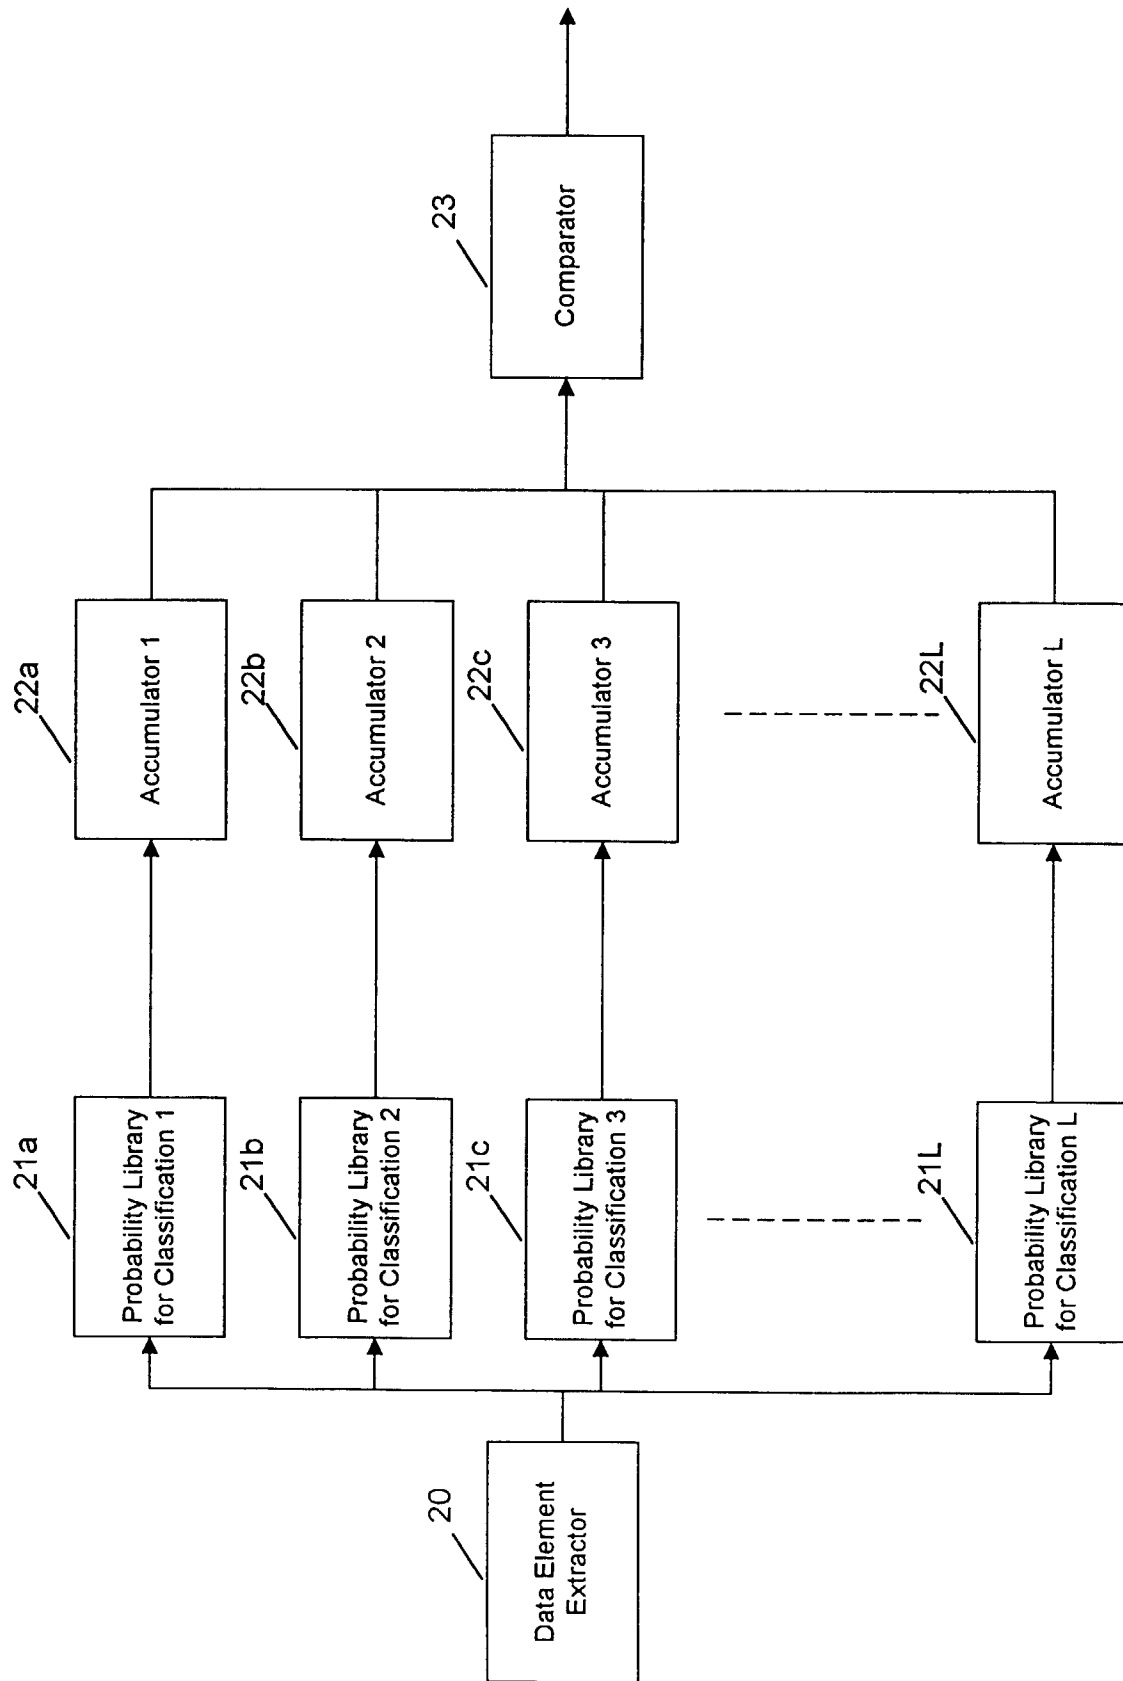 20
Data Element
Extractor
21a
Probability Library
for Classification 1
21b
Probability Library
for Classification 2
21c
Probability Library
for Classification 3
21L
Probability Library
for Classification L
22a
Accumulator 1
22b
Accumulator 2
22c
Accumulator 3
22L
Accumulator L
23
Comparator